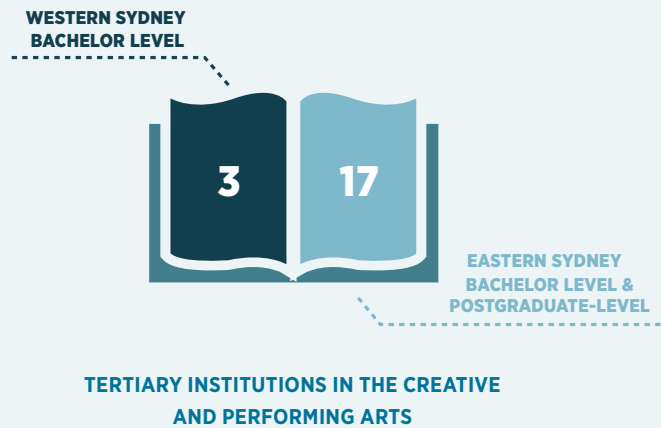 WESTERN SYDNEY
BACHELOR LEVEL
3
17
EASTERN SYDNEY
BACHELOR LEVEL &
POSTGRADUATE-LEVEL
TERTIARY INSTITUTIONS IN THE CREATIVE
AND PERFORMING ARTS